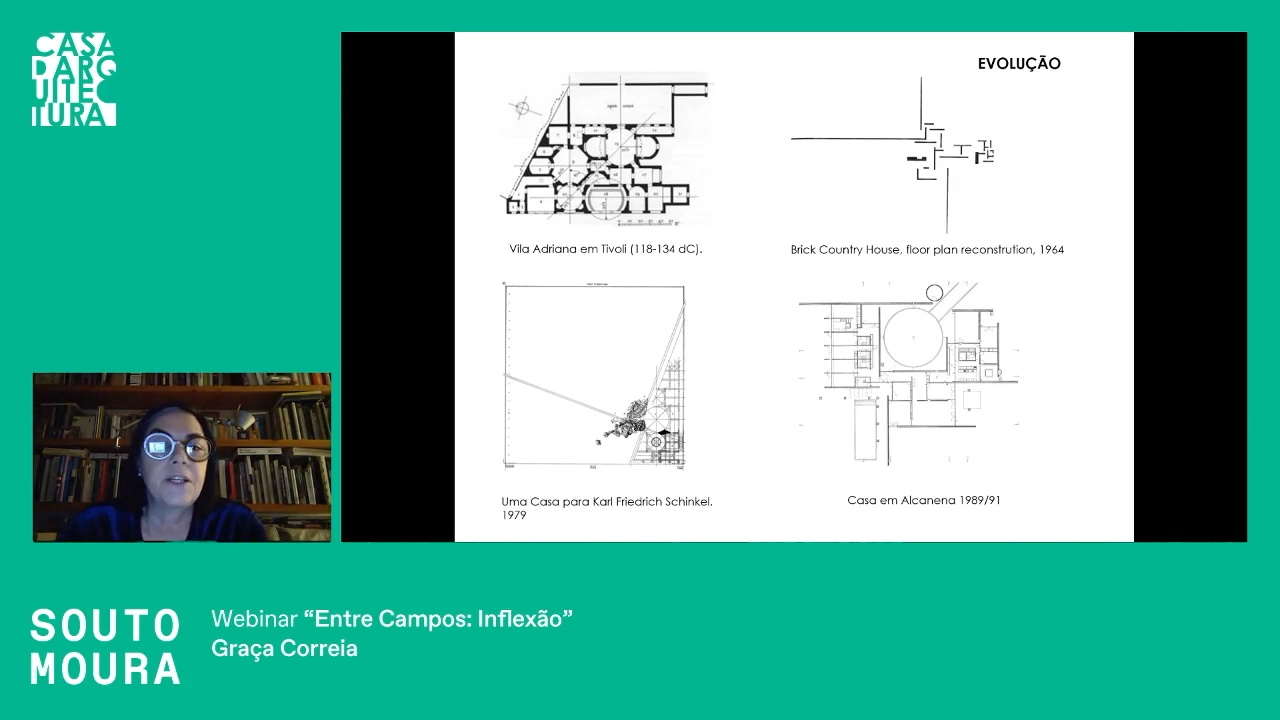 CASA
DARQ
UITEC
TURA
EVOLUÇÃO
Vila Adriana em Tivoli (118-134 dC).
Brick Country House, floor plan reconstrution, 1964
Uma Casa para Karl Friedrich Schinkel.
1979
Casa em Alcanena 1989/91
SOUTO
MOURA
Webinar “Entre Campos: Inflexão”
Graça Correia